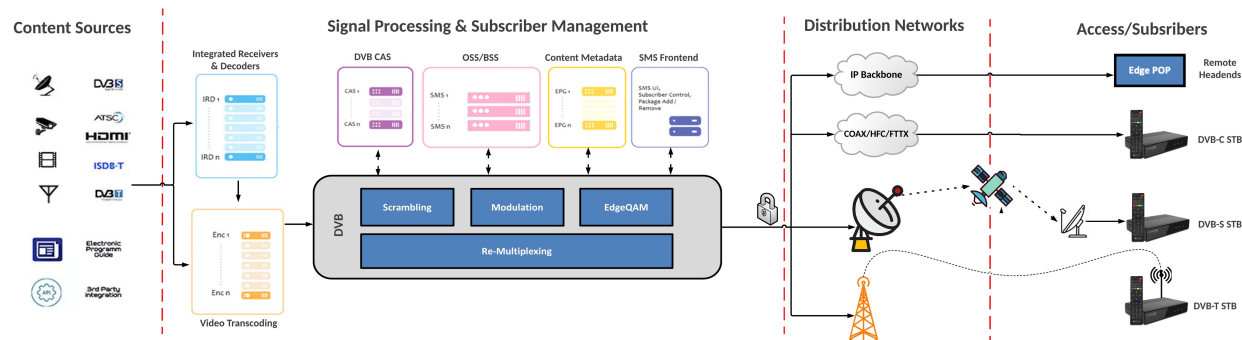 Content Sources
Signal Processing & Subscriber Management
Distribution Networks
Access/Subsribers
DVB S
ATSC
HDMI
ISDB-T
DVB T
Electronic
Programm
Guide
API
3rd Party
Integration
Integrated Receivers
& Decoders
IRD 1
IRD n
Enc 1
Enc n
Video Transcoding
DVB CAS
CAS 1
CAS n
OSS/BSS
SMS 1
SMS n
Content Metadata
EPG 1
EPG n
SMS Frontend
SMS UI,
Subscriber Control,
Package Add /
Remove
DVB
Scrambling
Modulation
EdgeQAM
Re-Multiplexing
IP Backbone
COAX/HFC/FTTX
Edge POP
Remote
Headends
DVB-C STB
DVB-S STB
DVB-T STB